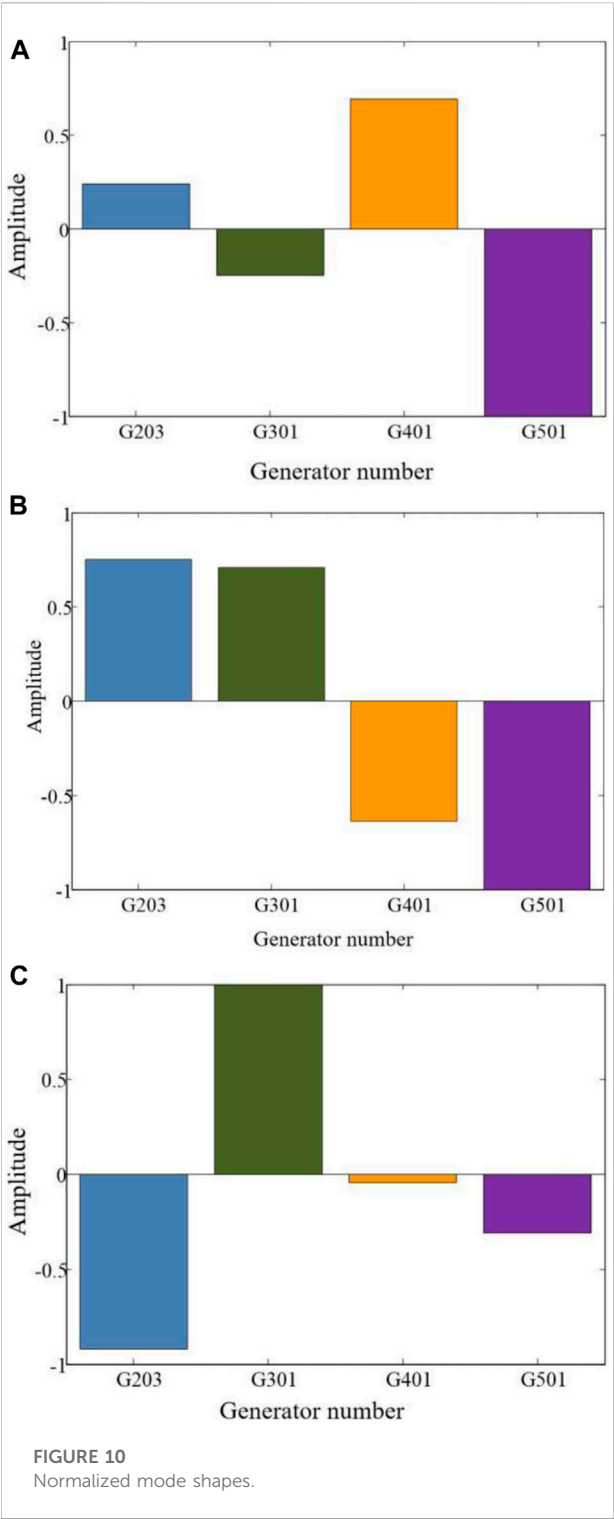 A
1
0.5
0
-0.5
-1
Amplitude
G203 G301 G401 G501
Generator number
B
1
0.5
0
-0.5
-1
Amplitude
G203 G301 G401 G501
Generator number
C
1
0.5
0
-0.5
-1
Amplitude
G203 G301 G401 G501
Generator number
FIGURE 10
Normalized mode shapes.